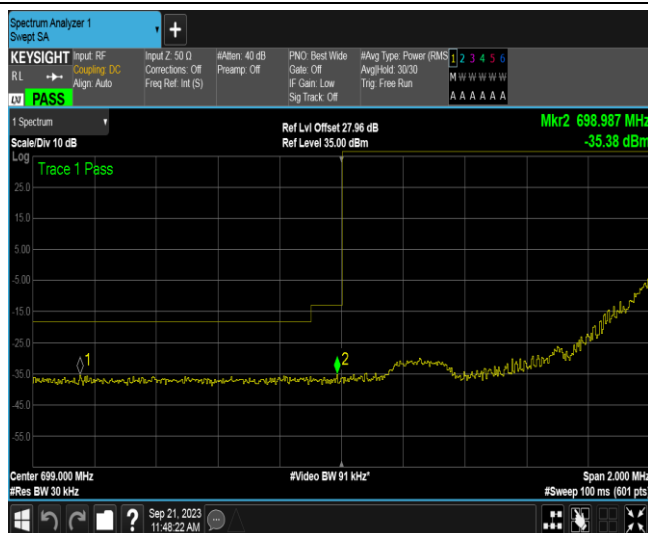 Spectrum Analyzer 1
Swept SA
+
KEYSIGHT
RL
LXI PASS
Input: RF
Coupling: DC
Align: Auto
Input Z: 50 Ω
Corrections: Off
Freq Ref: Int (S)
#Atten: 40 dB
Preamp: Off
PNO: Best Wide
Gate: Off
IF Gain: Low
Sig Track: Off
#Avg Type: Power (RMS
Avg|Hold: 30/30
Trig: Free Run
1 2 3 4 5 6
M W W W W W
A A A A A A
1 Spectrum
Scale/Div 10 dB
Ref Lvl Offset 27.96 dB
Ref Level 35.00 dBm
Mkr2 698.987 MHz
-35.38 dBm
Log
Trace 1 Pass
25.0
15.0
5.00
-5.00
-15.0
-25.0
-35.0
-45.0
-55.0
1
2
Center 699.000 MHz
#Res BW 30 kHz
#Video BW 91 kHz*
Span 2.000 MHz
#Sweep 100 ms (601 pts)
?
Sep 21, 2023
11:48:22 AM